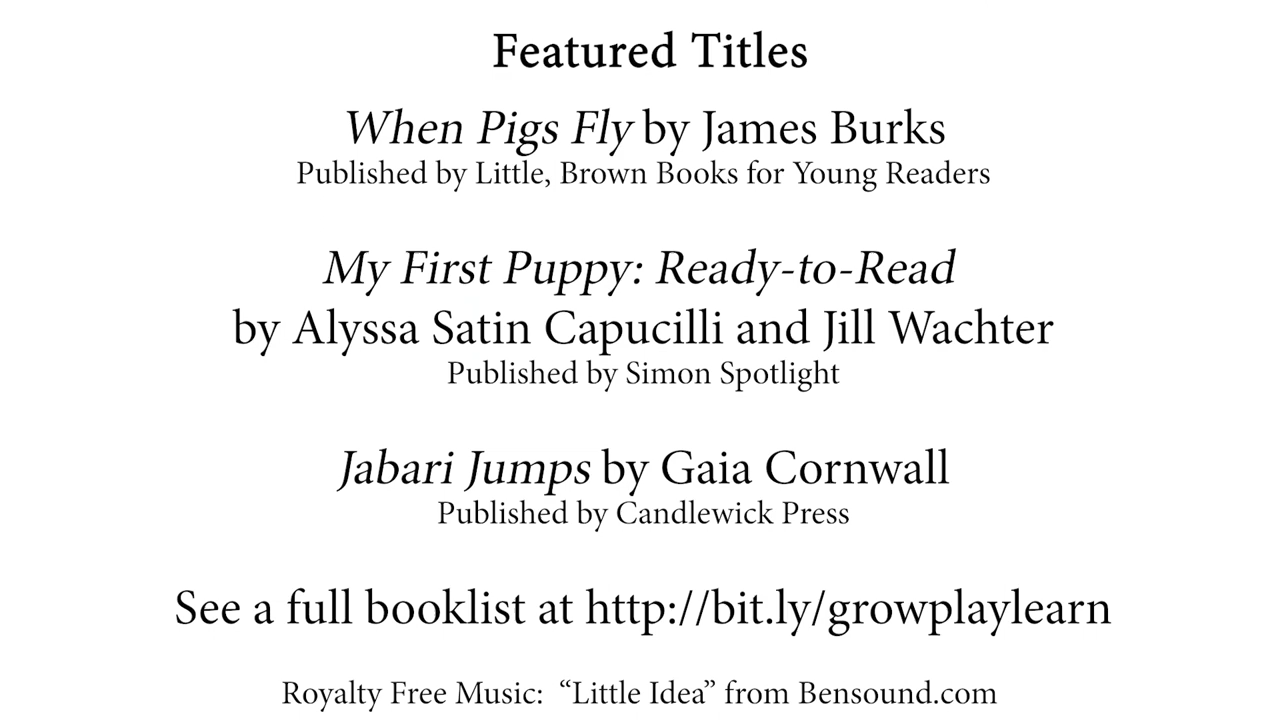 Featured Titles
When Pigs Fly by James Burks
Published by Little, Brown Books for Young Readers
My First Puppy: Ready-to-Read
by Alyssa Satin Capucilli and Jill Wachter
Published by Simon Spotlight
Jabari Jumps by Gaia Cornwall
Published by Candlewick Press
See a full booklist at http://bit.ly/growplaylearn
Royalty Free Music:  “Little Idea” from Bensound.com